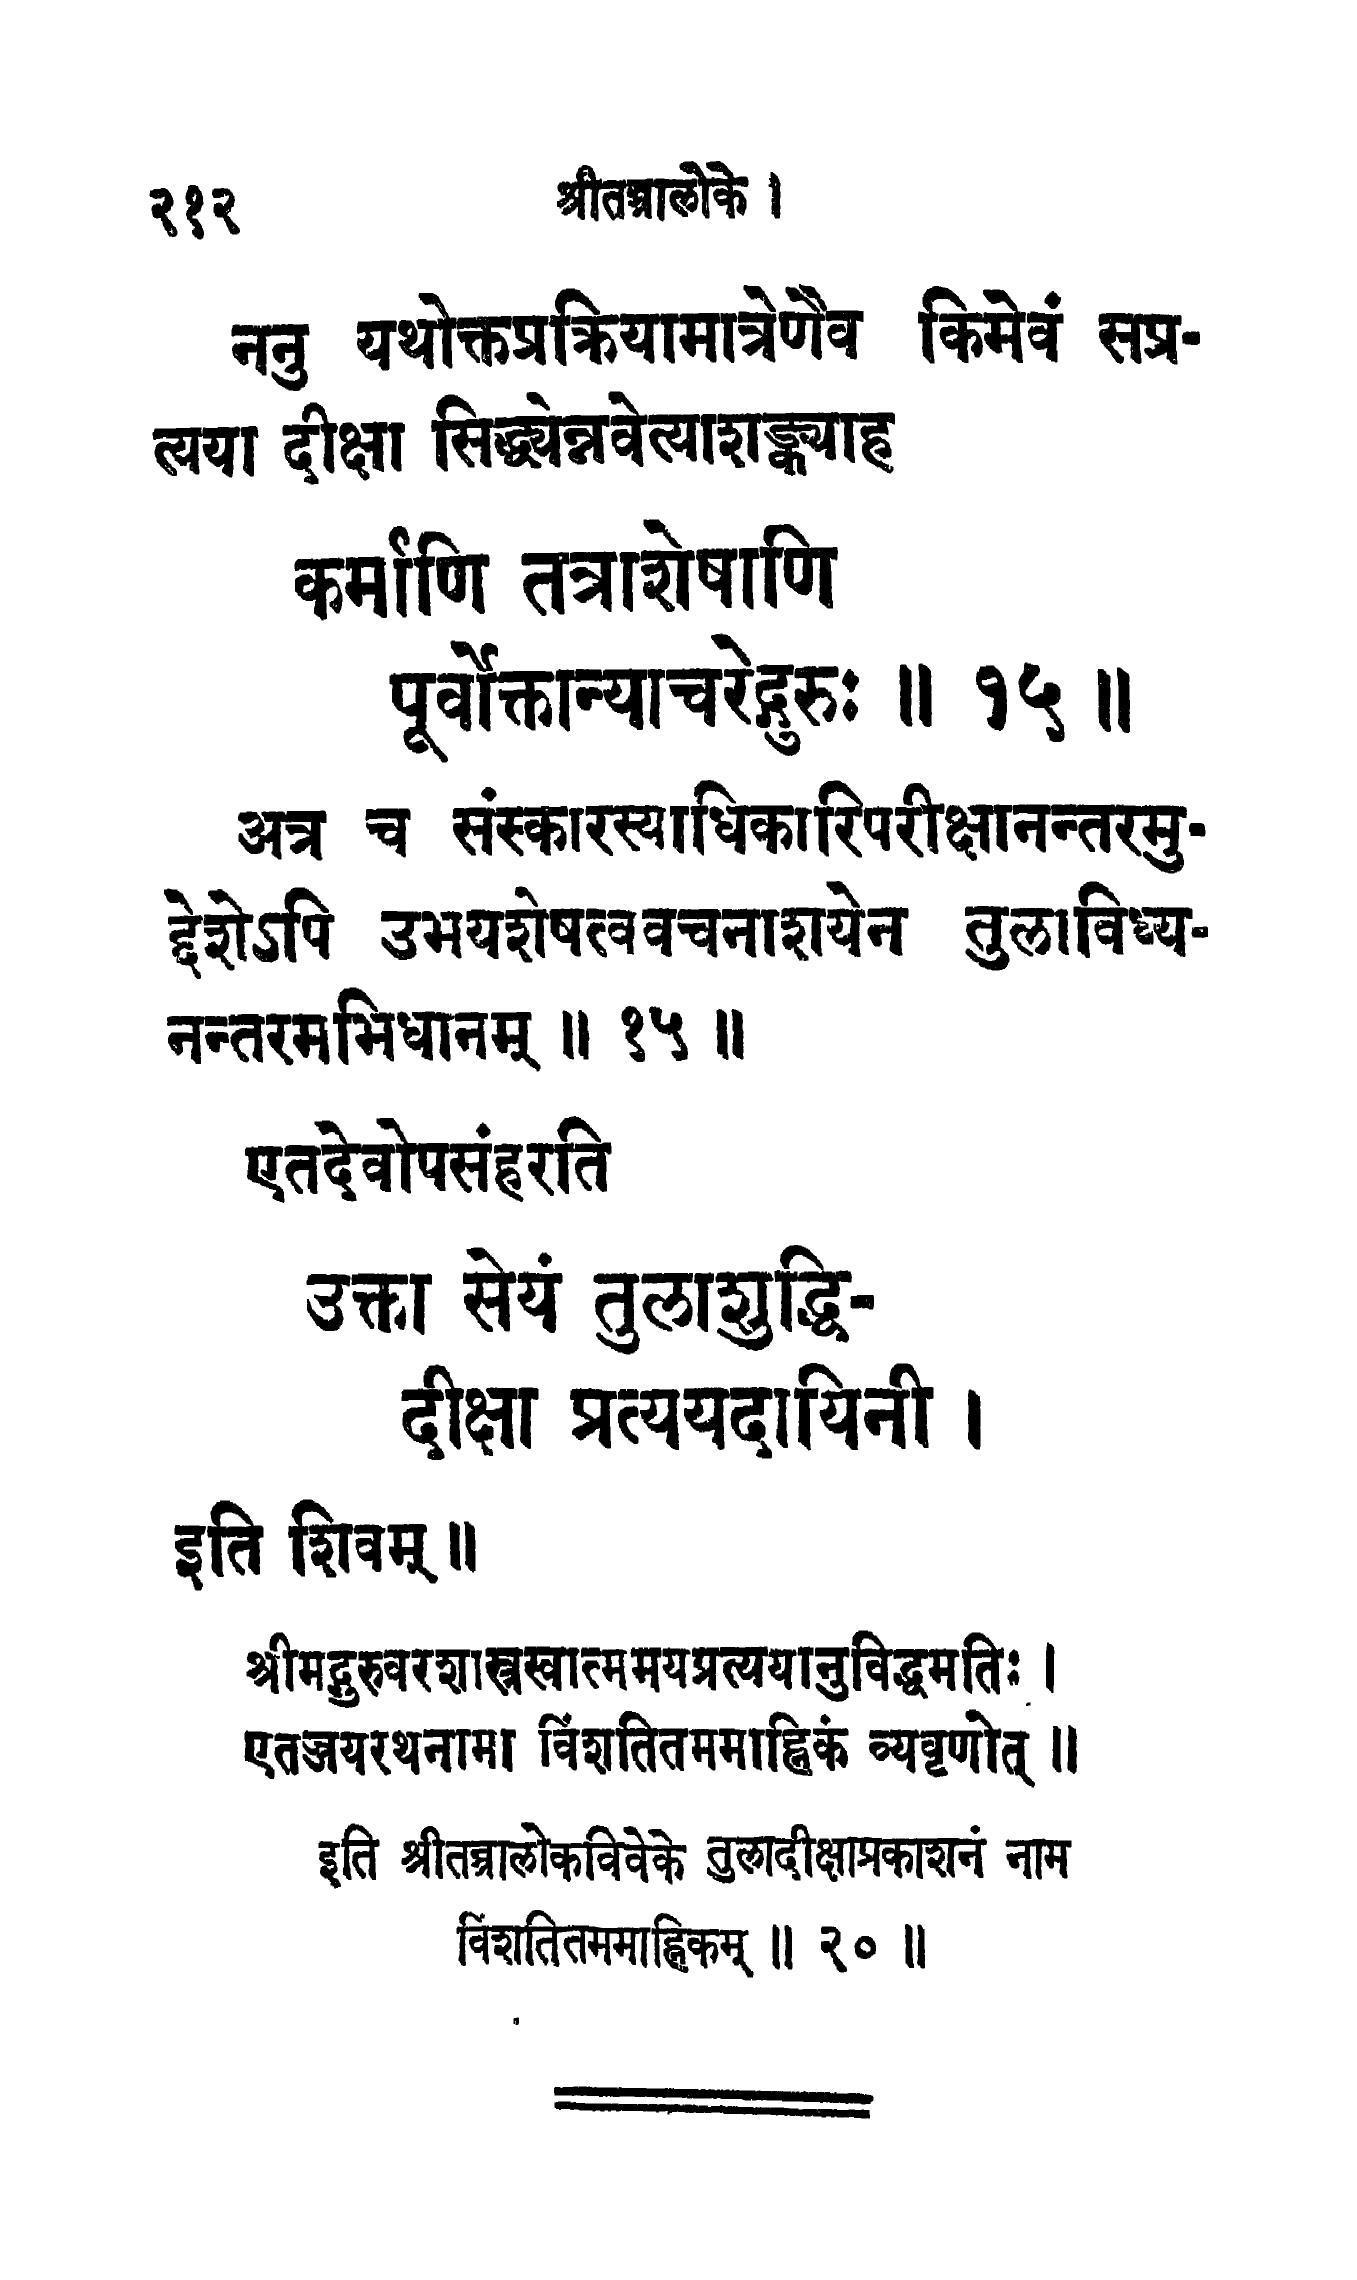 २१२ श्रीतन्त्रालोके ।
ननु यथोक्तप्रक्रियामात्रेणैव किमेवं सप्र-
त्यया दीक्षा सिद्ध्येन्नवेत्याशङ्क्याह
कर्माणि तत्राशेषाणि
पूर्वोक्तान्याचरेद्गुरुः ॥ १५ ॥
अत्र च संस्कारस्याधिकारिपरीक्षानन्तरमु-
द्देशेऽपि उभयशेषत्ववचनाशयेन तुलाविध्य-
नन्तरमभिधानम् ॥ १५ ॥
एतदेवोपसंहरति
उक्ता सेयं तुलाशुद्धि-
दीक्षा प्रत्ययदायिनी ।
इति शिवम् ॥
श्रीमद्गुरुवरशास्त्रस्वात्ममयप्रत्ययानुविद्धमतिः ।
एतज्जयरथनामा विंशतितममाह्निकं व्यवृणोत् ॥
इति श्रीतन्त्रालोकविवेके तुलादीक्षाप्रकाशनं नाम
विंशतितममाह्निकम् ॥ २० ॥